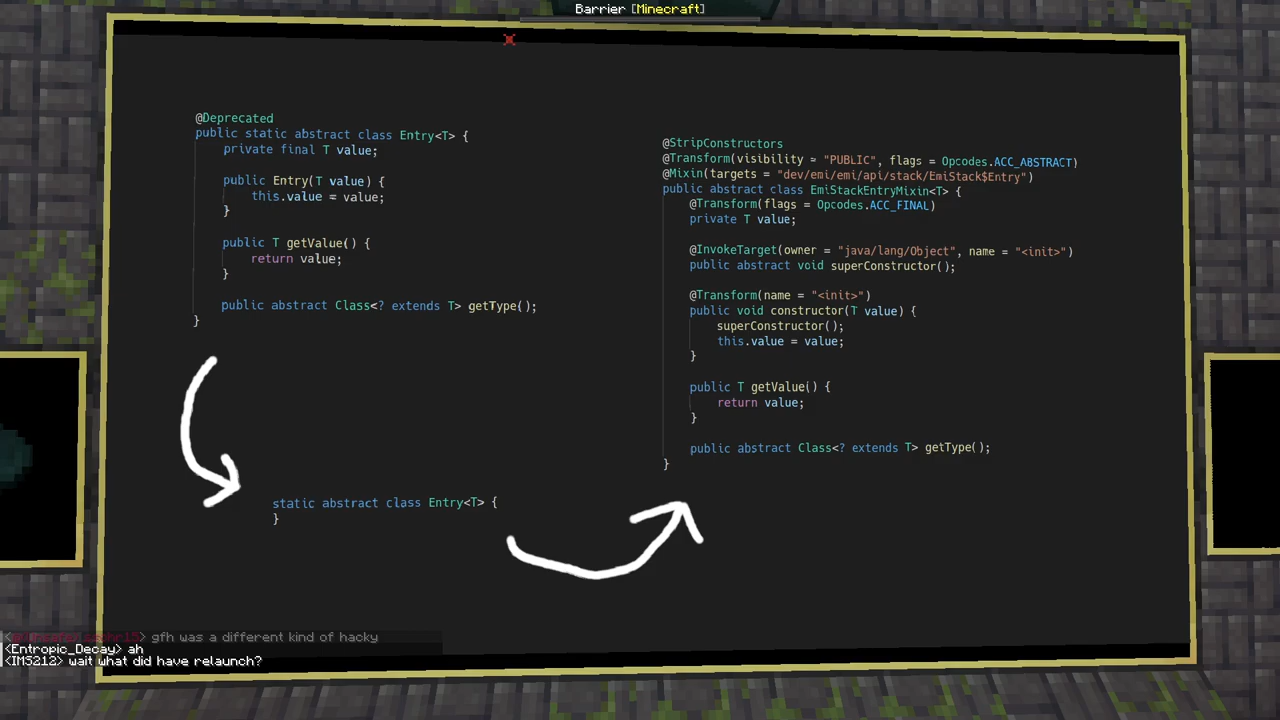 Barrier [Minecraft]
@Deprecated
public static abstract class Entry<T> {
private final T value;
public Entry(T value) {
this.value = value;
}
public T getValue() {
return value;
}
public abstract Class<? extends T> getType();
}
static abstract class Entry<T> {
}
@StripConstructors
@Transform(visibility = "PUBLIC", flags = Opcodes.ACC_ABSTRACT)
@Mixin(targets = "dev/emi/emi/api/stack/EmiStack$Entry")
public abstract class EmiStackEntryMixin<T> {
@Transform(flags = Opcodes.ACC_FINAL)
private T value;
@InvokeTarget(owner = "java/lang/Object", name = "<init>")
public abstract void superConstructor();
@Transform(name = "<init>")
public void constructor(T value) {
superConstructor();
this.value = value;
}
public T getValue() {
return value;
}
public abstract Class<? extends T> getType();
}
gfh was a different kind of hacky
<Entropic_Decay> ah
<IMS212> wait what did have relaunch?